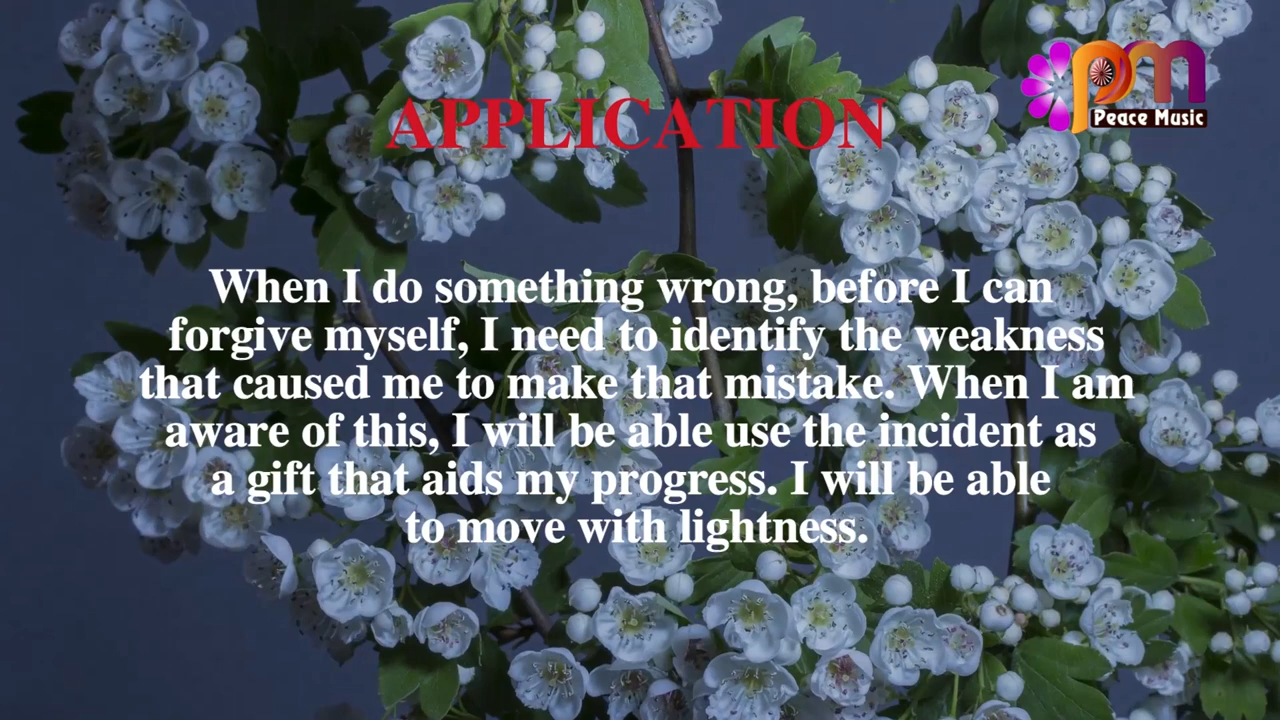 pm
Peace Music
APPLICATION
When I do something wrong, before I can
forgive myself, I need to identify the weakness
that caused me to make that mistake. When I am
aware of this, I will be able use the incident as
a gift that aids my progress. I will be able
to move with lightness.